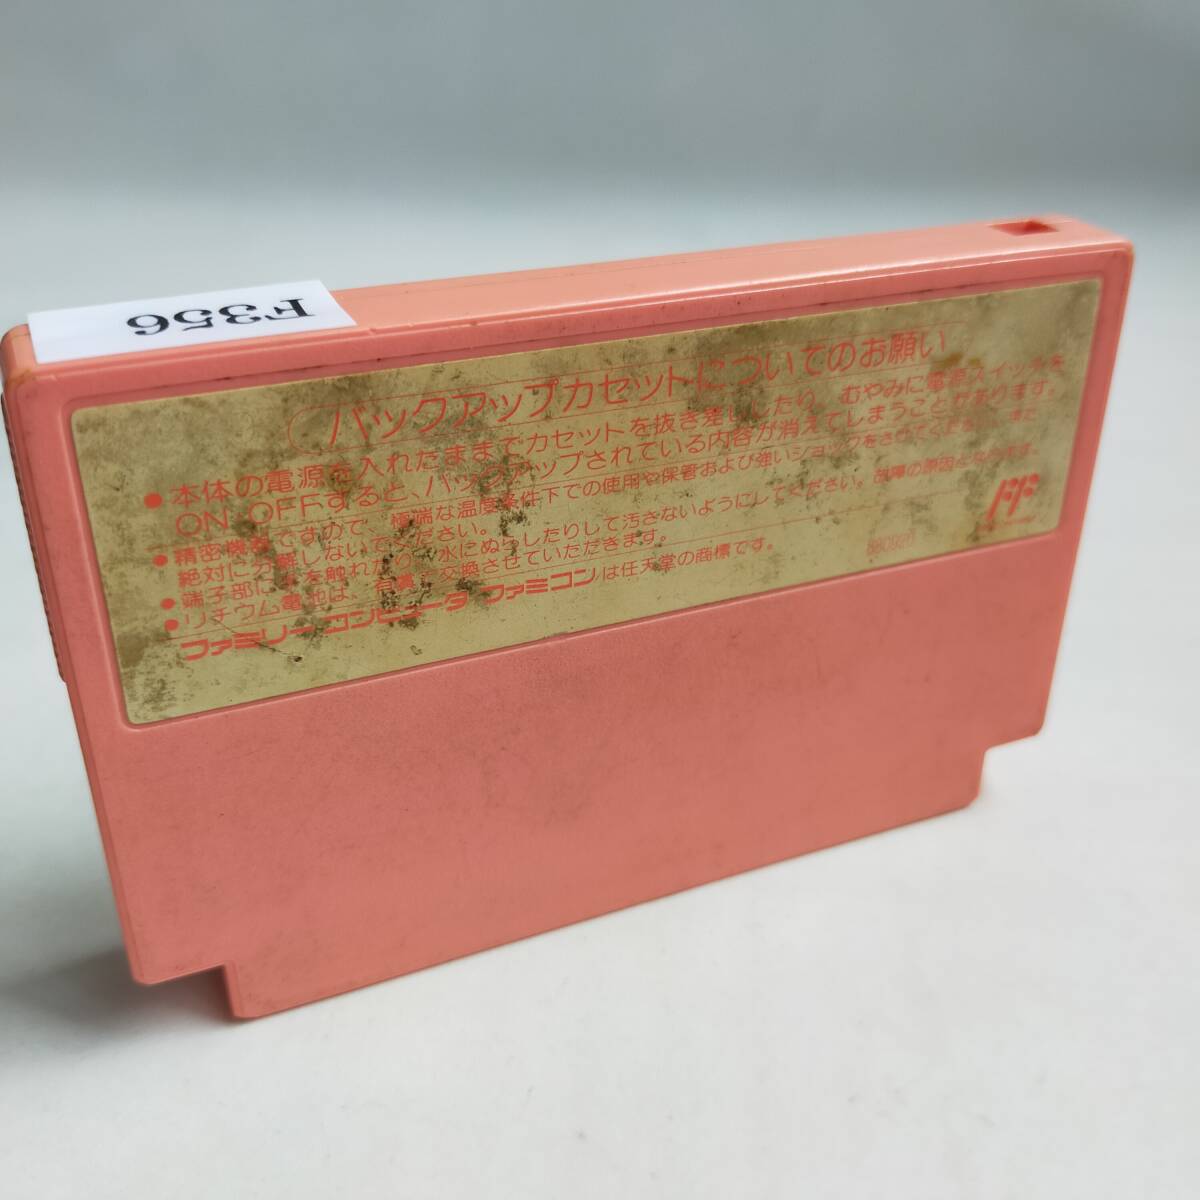 F356
バックアップカセットについてのお願い
●本体の電源を入れたままでカセットを抜き差ししたり、むやみに電源スイッチを
ON・OFFすると、バックアップされている内容が消えてしまうことがあります。
●精密機器ですので、極端な温度条件下での使用や保管および強いショックをさせてください。また
絶対に分解しないでください。
●端子部に手を触れたり、水にぬらしたりして汚さないようにしてください。故障の原因となります。
●リチウム電池は、有料で交換させていただきます。
ファミリーコンピュータ ファミコンは任天堂の商標です。
FF